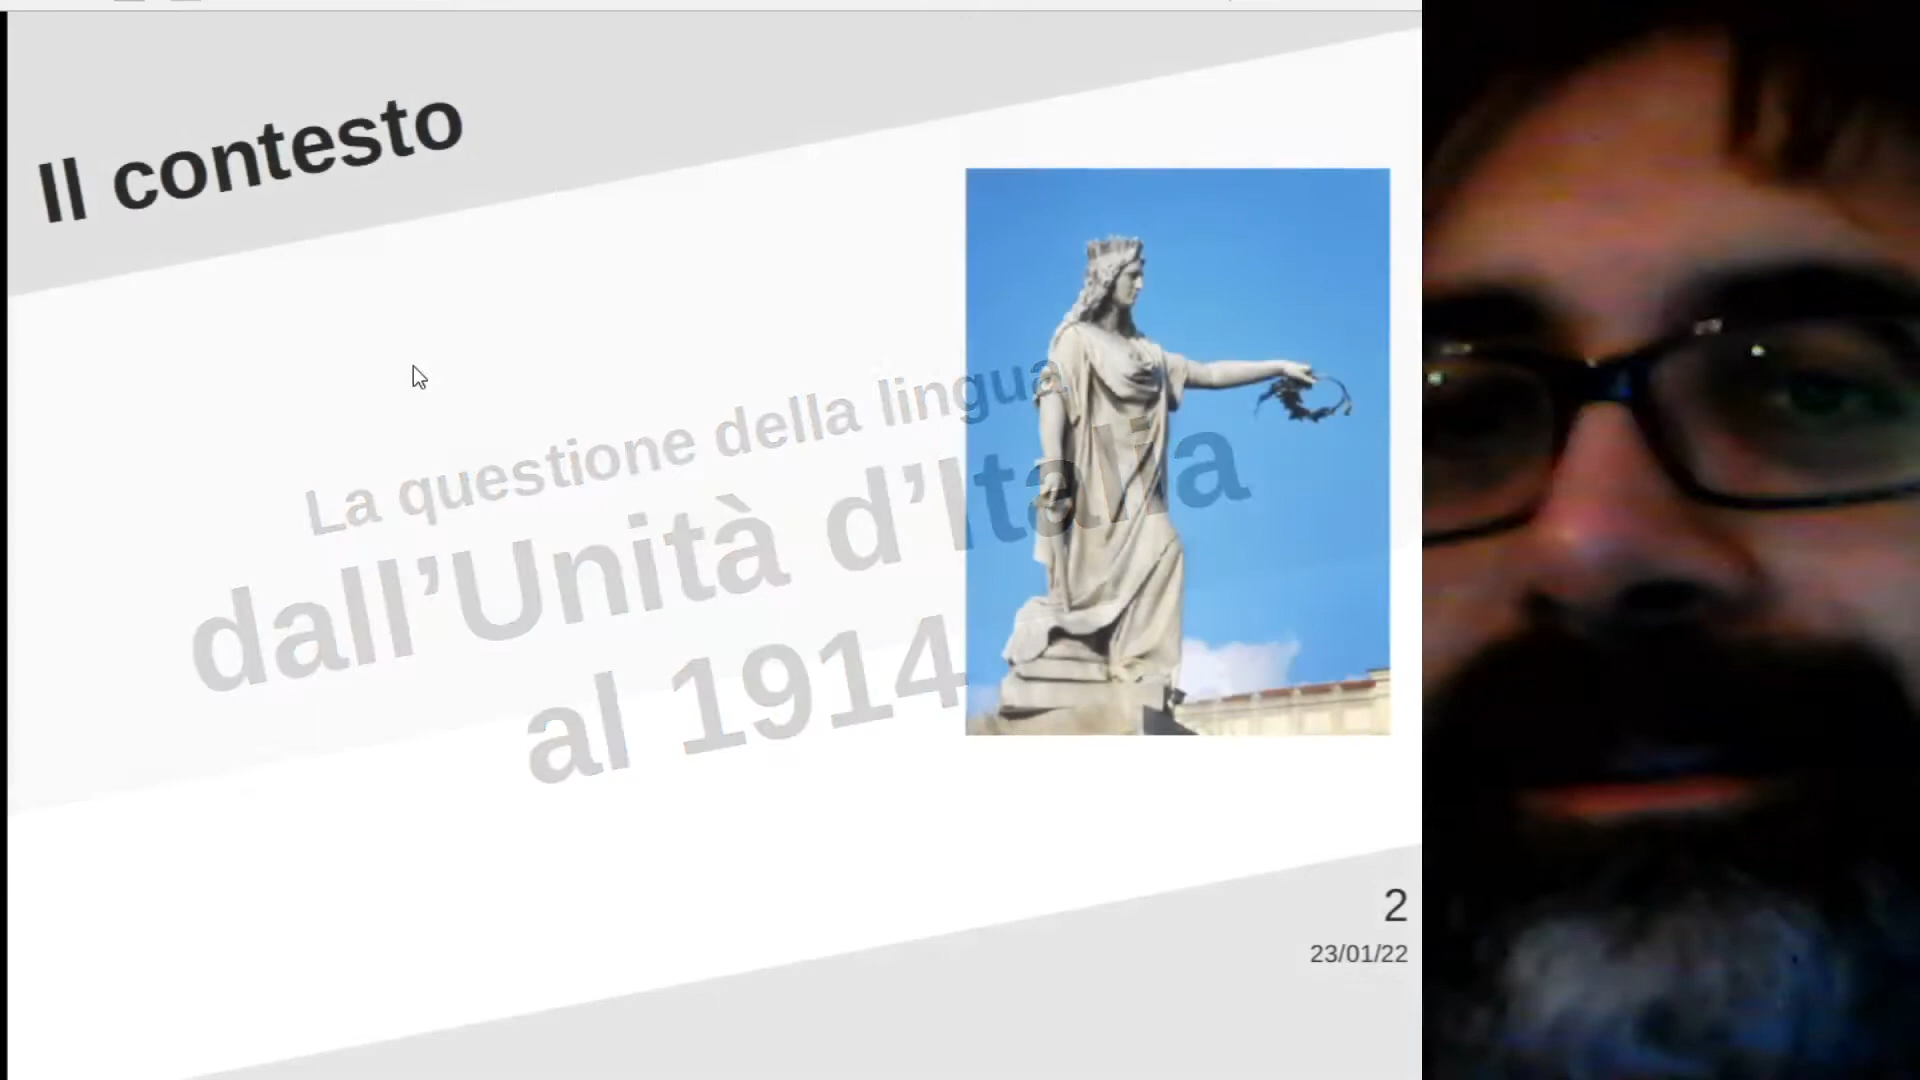 Il contesto
La questione della lingua
dall’Unità d’Italia
al 1914
2
23/01/22